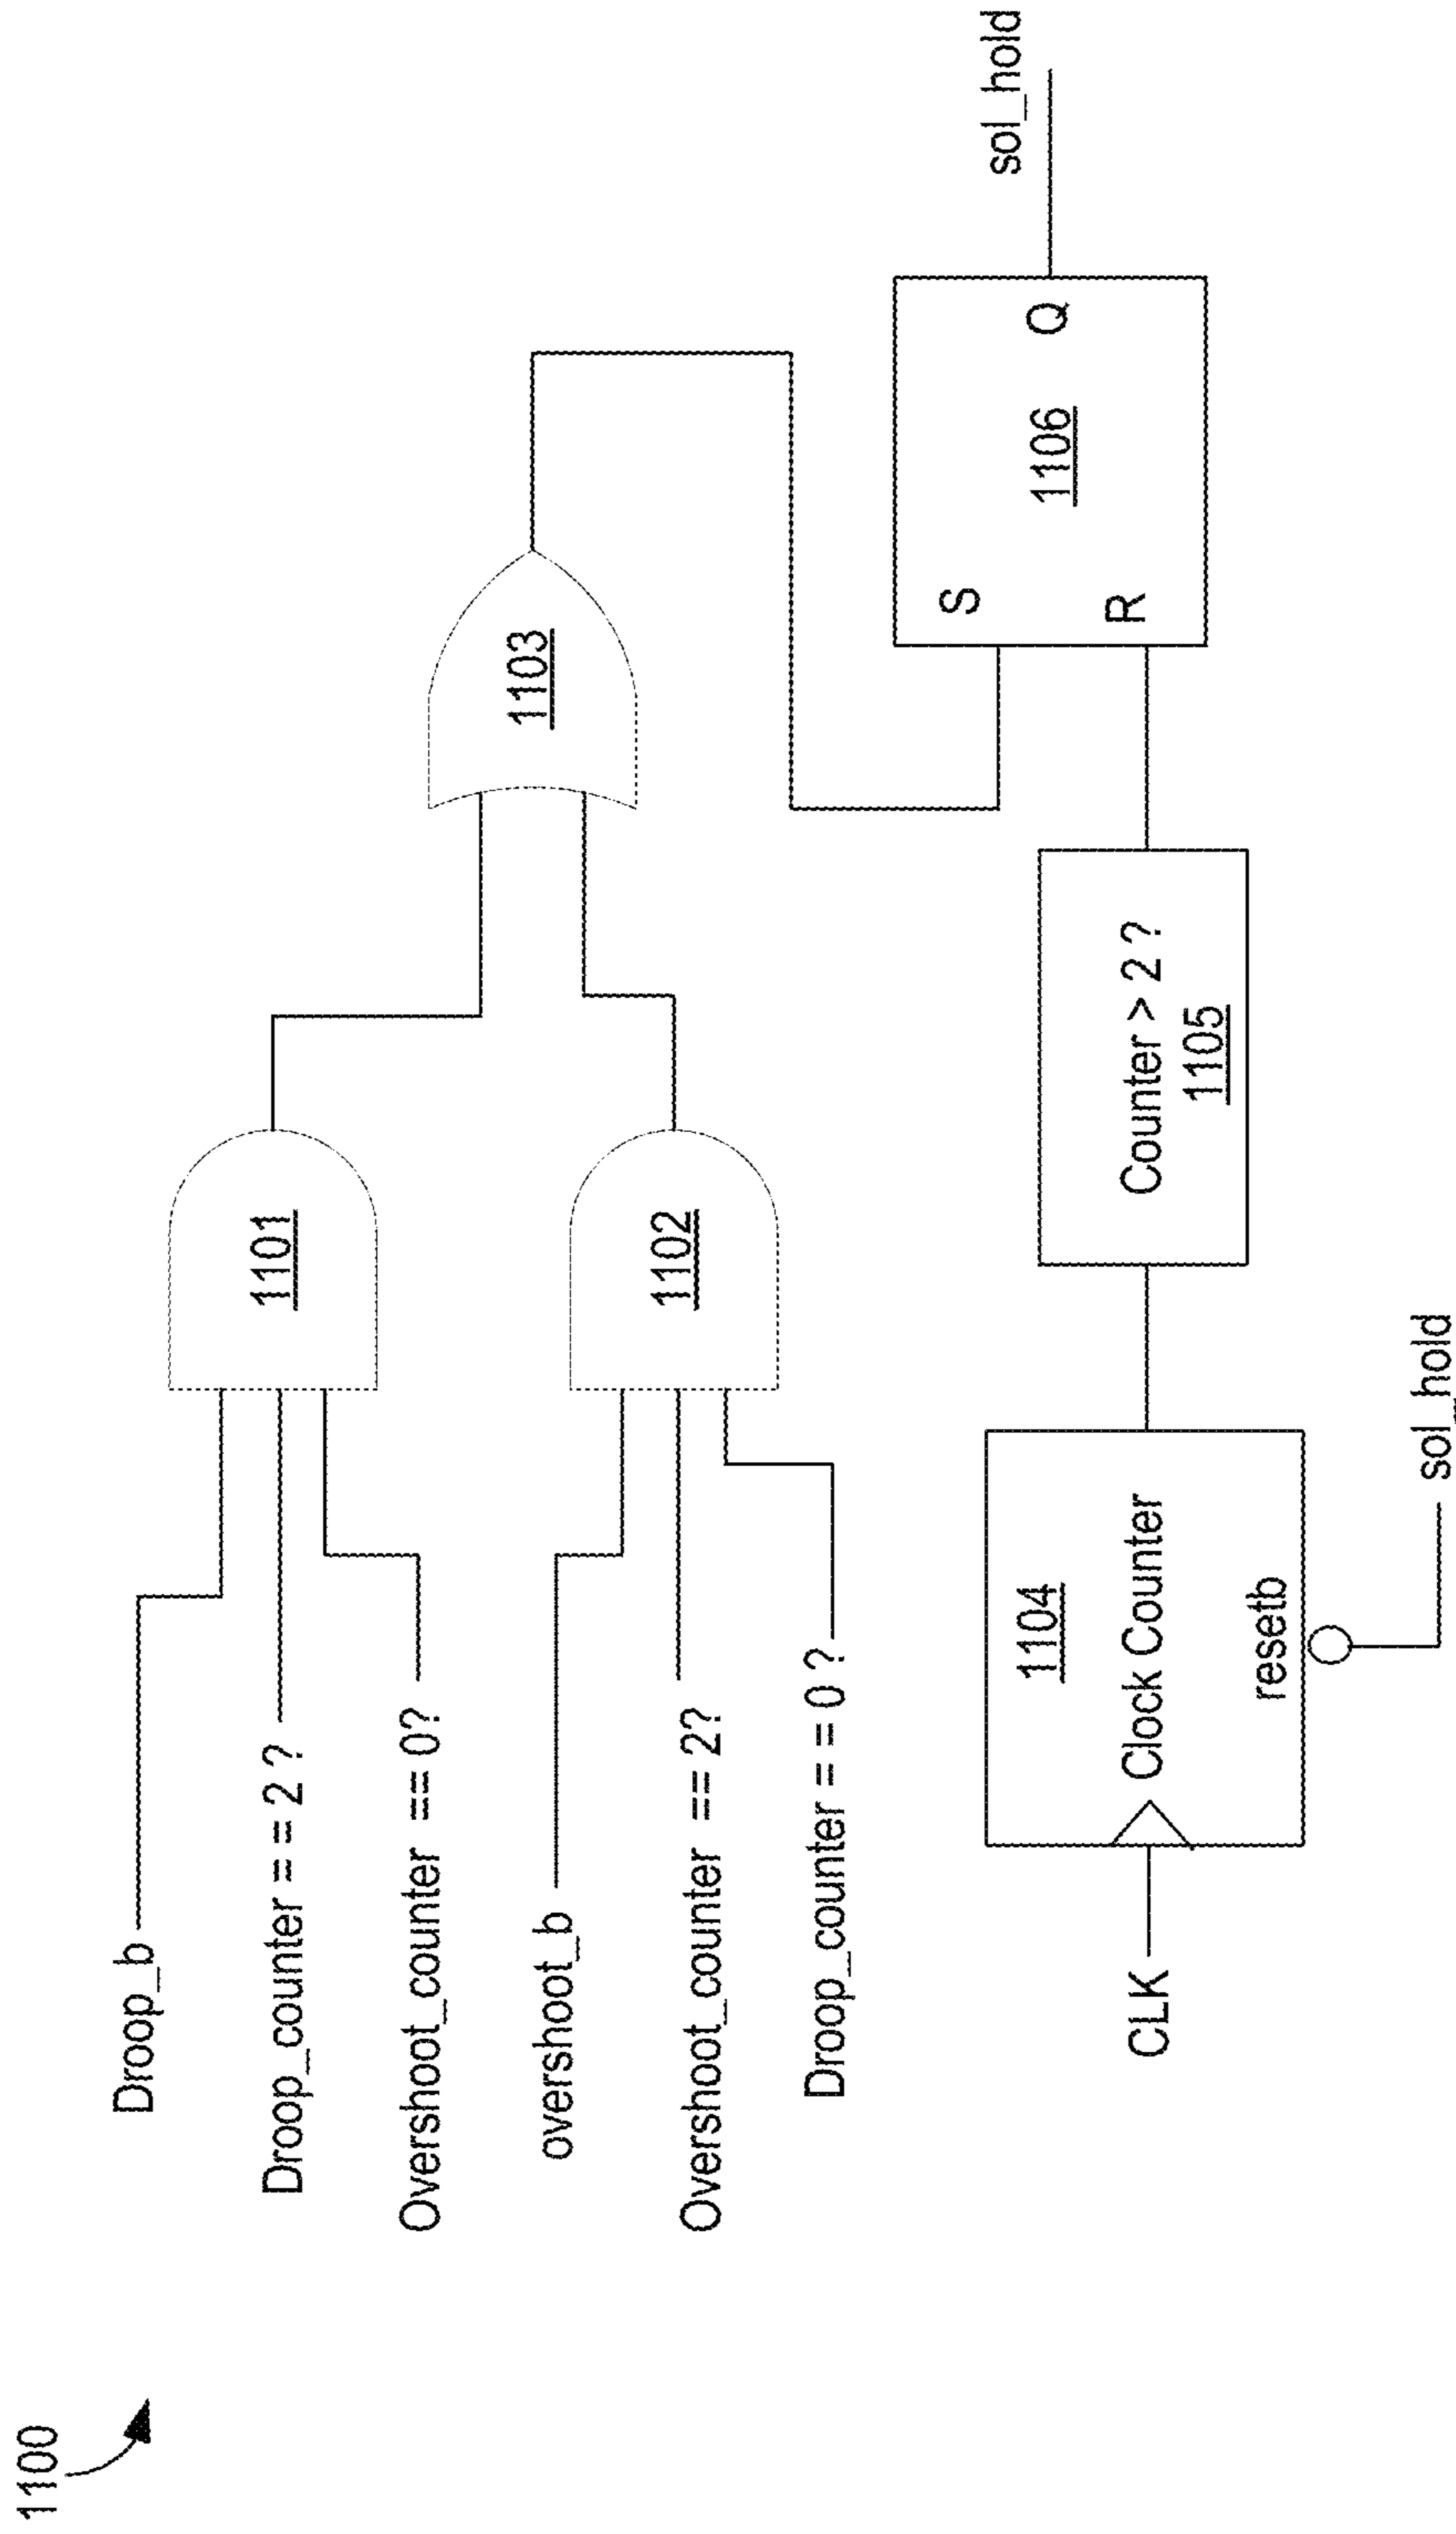 1100
Droop_b
Droop_counter = = 2 ?
Overshoot_counter == 0?
overshoot_b
Overshoot_counter == 2?
Droop_counter = = 0 ?
1101
1102
1103
CLK
1104
Clock Counter
resetb
sol_hold
Counter > 2 ?
1105
S
R
1106
Q
sol_hold